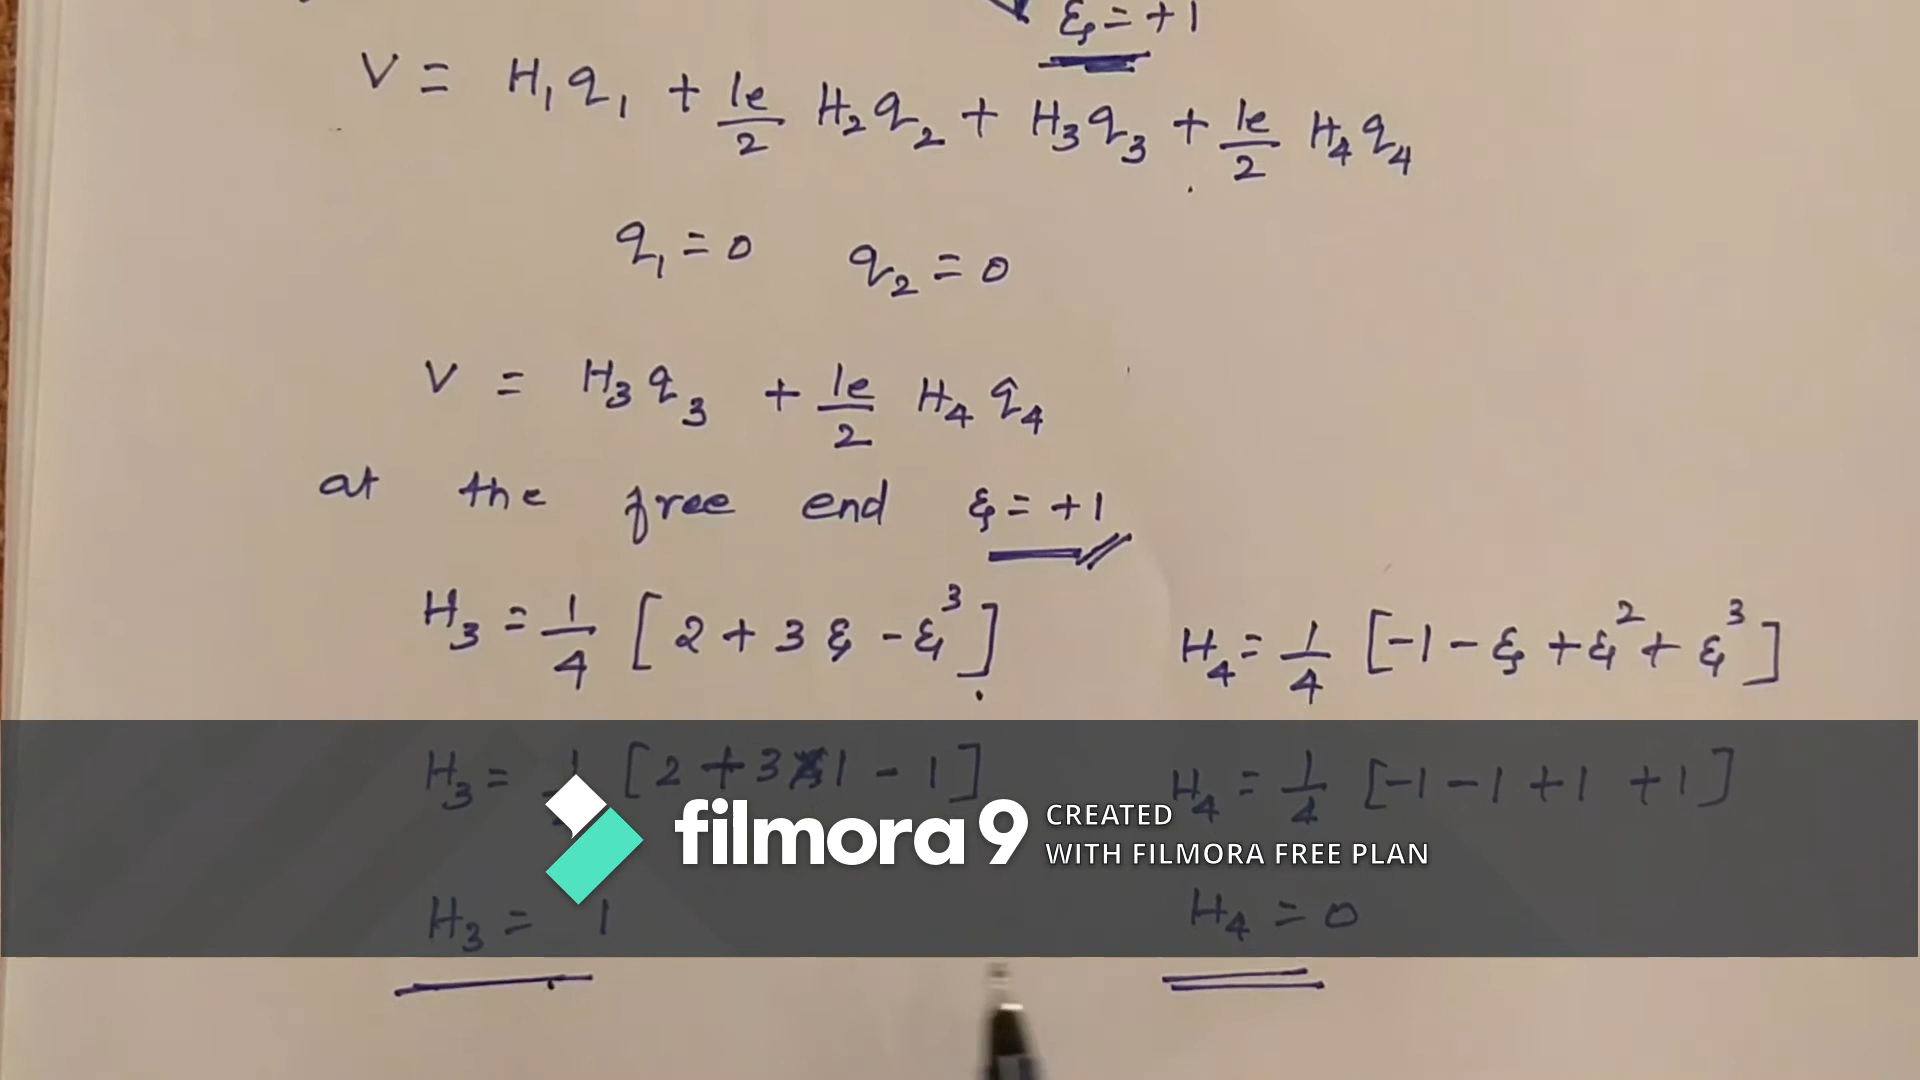 ξ = +1
V = H₁q₁ + le/2 H₂q₂ + H₃q₃ + le/2 H₄q₄
q₁ = 0 q₂ = 0
V = H₃q₃ + le/2 H₄q₄
at the free end ξ = +1
H₃ = 1/4 [2 + 3ξ - ξ³] H₄ = 1/4 [-1 - ξ + ξ² + ξ³]
H₃ = 1/4 [2 + 3×1 - 1] H₄ = 1/4 [-1 - 1 + 1 + 1]
filmora9 CREATED
WITH FILMORA FREE PLAN
H₃ = 1 H₄ = 0